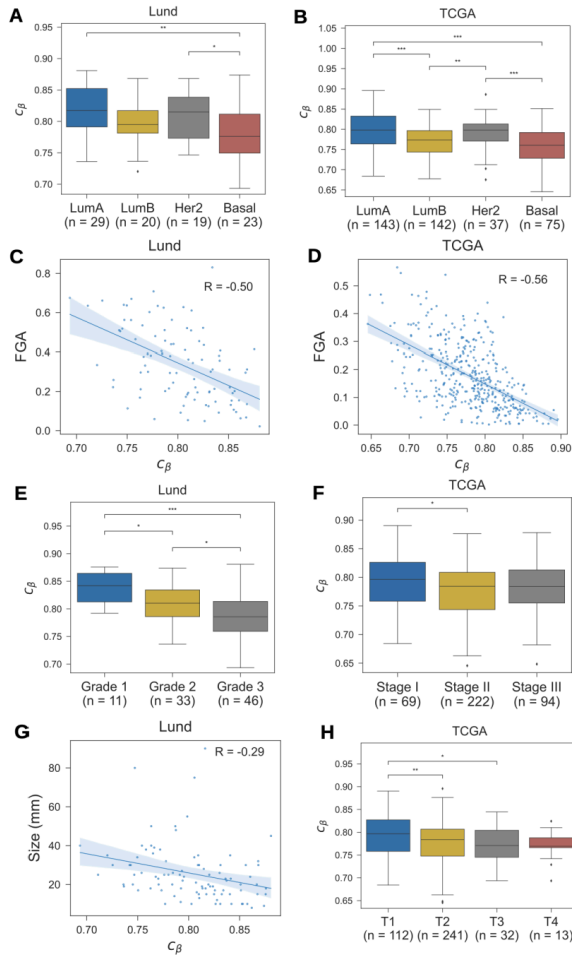 A
Lund
0.95
0.90
0.85
0.80
0.75
0.70
cβ
**
*
LumA
(n = 29)
LumB
(n = 20)
Her2
(n = 19)
Basal
(n = 23)
B
TCGA
1.05
1.00
0.95
0.90
0.85
0.80
0.75
0.70
0.65
cβ
***
***
**
***
LumA
(n = 143)
LumB
(n = 142)
Her2
(n = 37)
Basal
(n = 75)
C
Lund
R = -0.50
FGA
0.8
0.6
0.4
0.2
0.0
0.70
0.75
0.80
0.85
cβ
D
TCGA
R = -0.56
FGA
0.5
0.4
0.3
0.2
0.1
0.0
0.65
0.70
0.75
0.80
0.85
0.90
cβ
E
Lund
0.95
0.90
0.85
0.80
0.75
0.70
cβ
***
*
*
Grade 1
(n = 11)
Grade 2
(n = 33)
Grade 3
(n = 46)
F
TCGA
0.90
0.85
0.80
0.75
0.70
0.65
cβ
*
Stage I
(n = 69)
Stage II
(n = 222)
Stage III
(n = 94)
G
Lund
R = -0.29
Size (mm)
80
60
40
20
0.70
0.75
0.80
0.85
cβ
H
TCGA
0.95
0.90
0.85
0.80
0.75
0.70
0.65
cβ
*
**
T1
(n = 112)
T2
(n = 241)
T3
(n = 32)
T4
(n = 13)